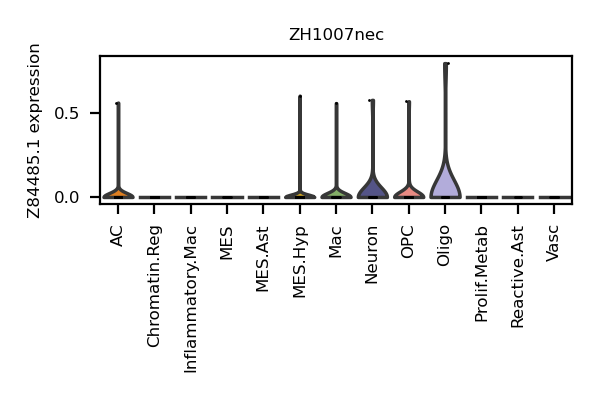 ZH1007nec
Z84485.1 expression
0.5
0.0
AC
Chromatin.Reg
Inflammatory.Mac
MES
MES.Ast
MES.Hyp
Mac
Neuron
OPC
Oligo
Prolif.Metab
Reactive.Ast
Vasc